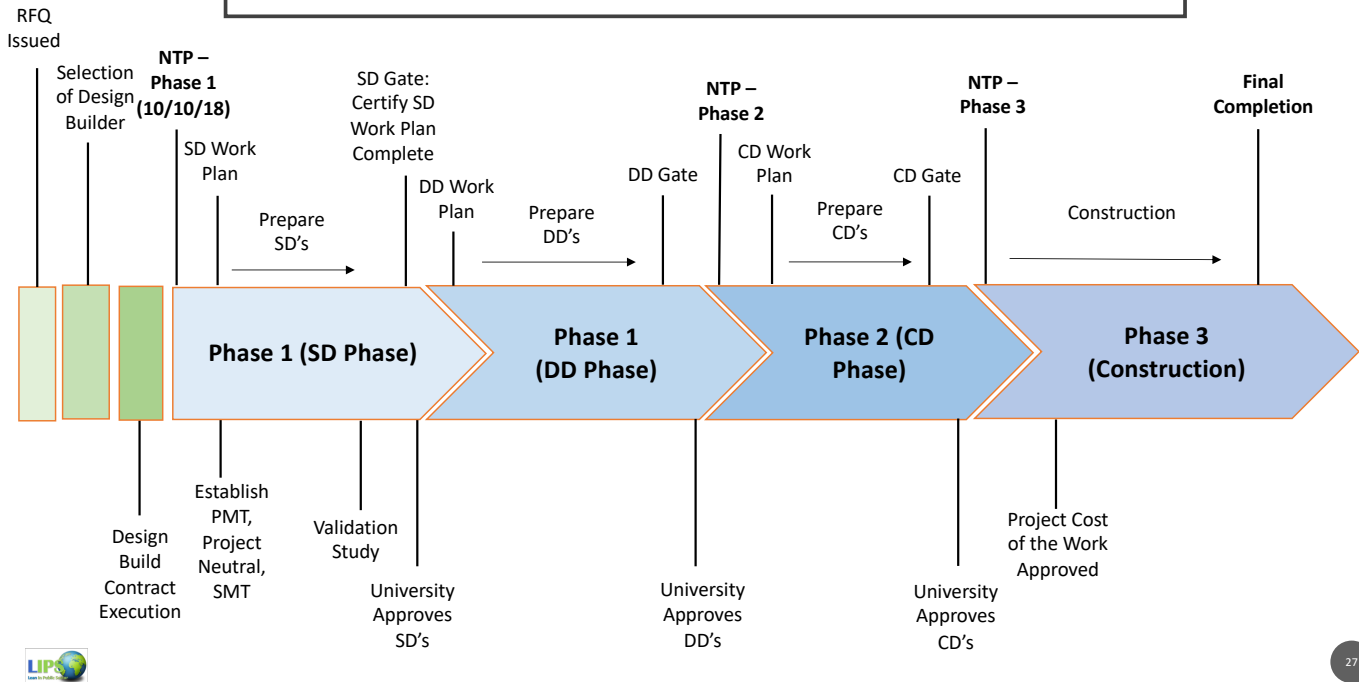 RFQ
Issued
Selection
of Design
Builder
NTP –
Phase 1
(10/10/18)
SD Work
Plan
Prepare
SD's
SD Gate:
Certify SD
Work Plan
Complete
DD Work
Plan
Prepare
DD's
DD Gate
NTP –
Phase 2
CD Work
Plan
Prepare
CD's
CD Gate
NTP –
Phase 3
Construction
Final
Completion
Phase 1 (SD Phase)
Phase 1
(DD Phase)
Phase 2 (CD
Phase)
Phase 3
(Construction)
Design
Build
Contract
Execution
Establish
PMT,
Project
Neutral,
SMT
Validation
Study
University
Approves
SD's
University
Approves
DD's
University
Approves
CD's
Project Cost
of the Work
Approved
LIPS
Lean in Public
27